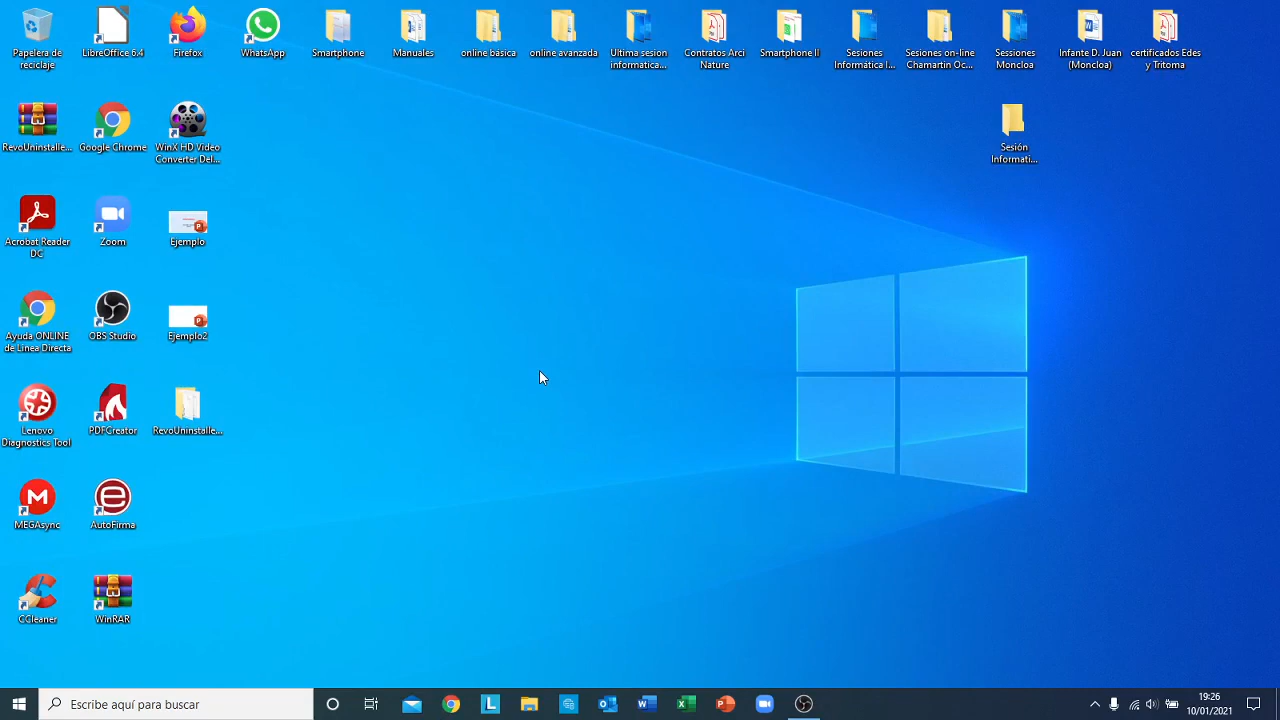 Papelera de
reciclaje
LibreOffice 6.4
Firefox
WhatsApp
Smartphone
Manuales
online básica
online avanzada
Ultima sesion
informatica...
Contratos Arci
Nature
Smartphone II
Sesiones
Informática I...
Sesiones on-line
Chamartin Oc...
Sessiones
Moncloa
Infante D. Juan
(Moncloa)
certificados Edes
y Tritoma
RevoUninstalle...
Google Chrome
WinX HD Video
Converter Del...
Sesión
Informati...
Acrobat Reader
DC
Zoom
Ejemplo
Ayuda ONLINE
de Linea Directa
OBS Studio
Ejemplo2
Lenovo
Diagnostics Tool
PDFCreator
RevoUninstalle...
MEGAsync
AutoFirma
CCleaner
WinRAR
Escribe aquí para buscar
19:26
10/01/2021